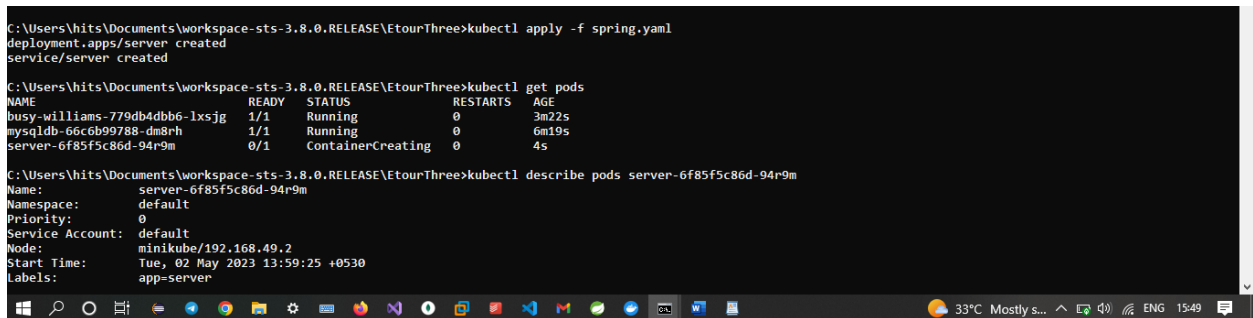 C:\Users\hits\Documents\workspace-sts-3.8.0.RELEASE\EtourThree>kubectl apply -f spring.yaml
deployment.apps/server created
service/server created
C:\Users\hits\Documents\workspace-sts-3.8.0.RELEASE\EtourThree>kubectl get pods
NAME READY STATUS RESTARTS AGE
busy-williams-779db4dbb6-lxsjg 1/1 Running 0 3m22s
mysqldb-66c6b99788-dm8rh 1/1 Running 0 6m19s
server-6f85f5c86d-94r9m 0/1 ContainerCreating 0 4s
C:\Users\hits\Documents\workspace-sts-3.8.0.RELEASE\EtourThree>kubectl describe pods server-6f85f5c86d-94r9m
Name: server-6f85f5c86d-94r9m
Namespace: default
Priority: 0
Service Account: default
Node: minikube/192.168.49.2
Start Time: Tue, 02 May 2023 13:59:25 +0530
Labels: app=server
33°C Mostly s... ENG 15:49